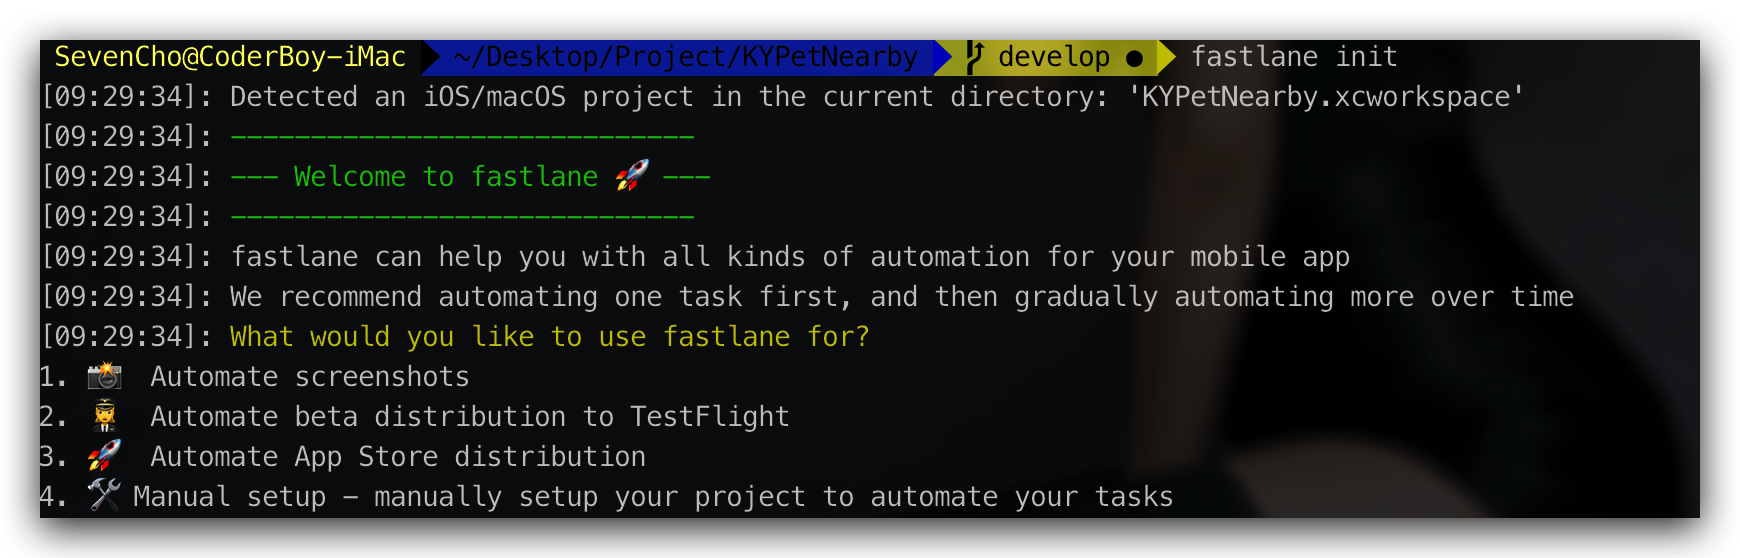 SevenCho@CoderBoy-iMac ~/Desktop/Project/KYPetNearby develop ● fastlane init
[09:29:34]: Detected an iOS/macOS project in the current directory: 'KYPetNearby.xcworkspace'
[09:29:34]: -----------------------------
[09:29:34]: --- Welcome to fastlane 🚀 ---
[09:29:34]: -----------------------------
[09:29:34]: fastlane can help you with all kinds of automation for your mobile app
[09:29:34]: We recommend automating one task first, and then gradually automating more over time
[09:29:34]: What would you like to use fastlane for?
1. 📸 Automate screenshots
2. 👩‍✈️ Automate beta distribution to TestFlight
3. 🚀 Automate App Store distribution
4. 🛠 Manual setup - manually setup your project to automate your tasks